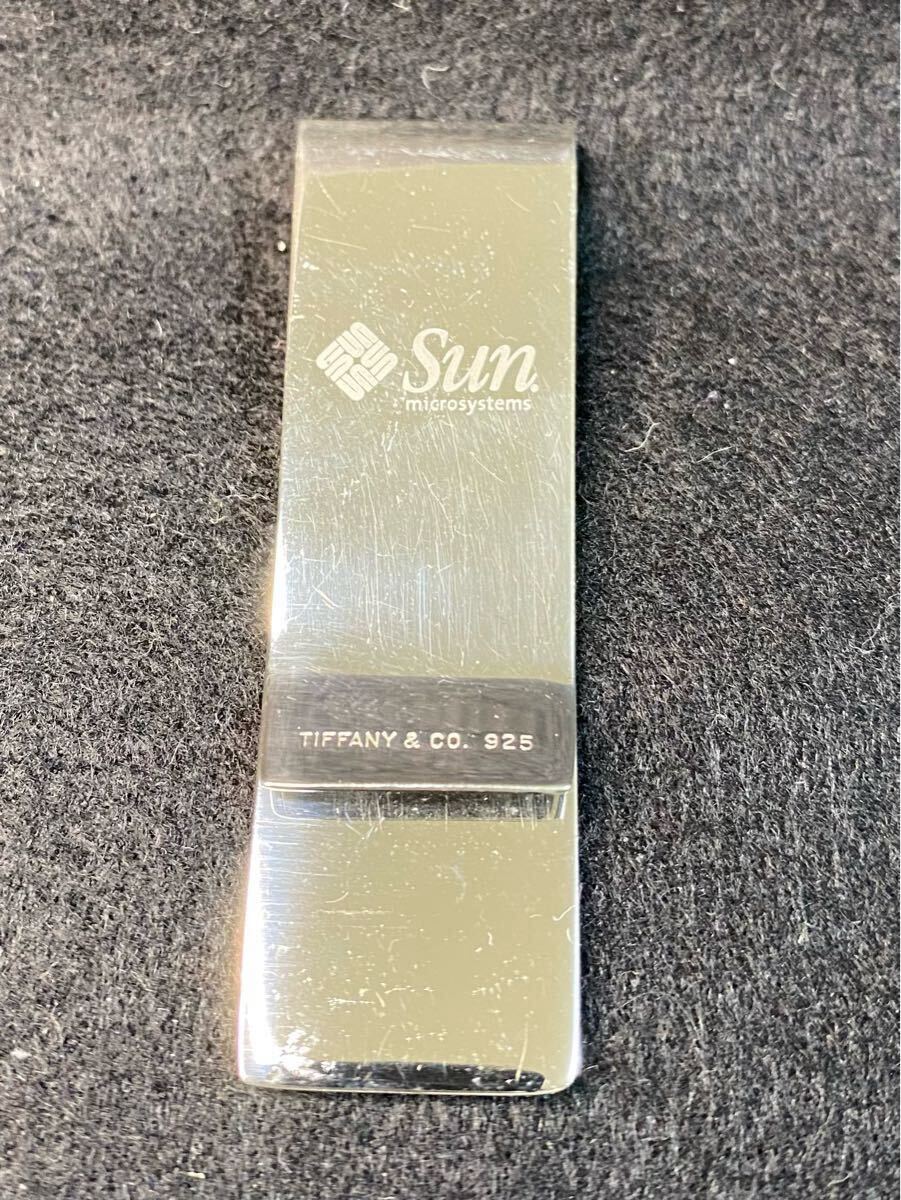 Sun.
microsystems
TIFFANY & CO. 925